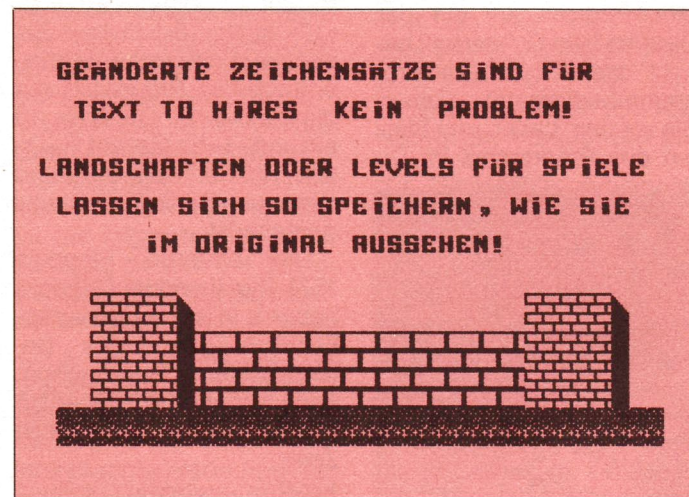 GEÄNDERTE ZEiCHENSÄTZE SiND FÜR
TEXT TO HiRES KEiN PROBLEM!
LANDSCHAFTEN ODER LEVELS FÜR SPiELE
LASSEN SiCH SO SPEiCHERN, WiE SiE
iM ORiGiNAL AUSSEHEN!